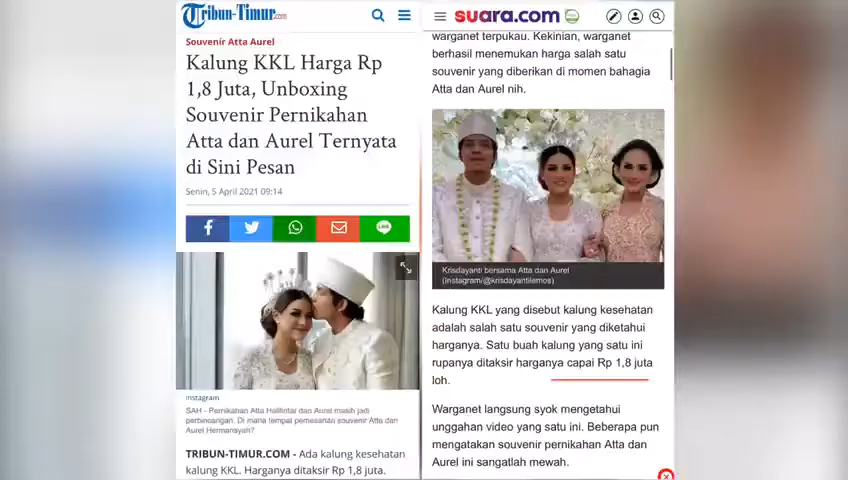 Tribun-Timur.com
Souvenir Atta Aurel
Kalung KKL Harga Rp
1,8 Juta, Unboxing
Souvenir Pernikahan
Atta dan Aurel Ternyata
di Sini Pesan
Senin, 5 April 2021 09:14
LINE
instagram
SAH - Pernikahan Atta Halilintar dan Aurel masih jadi
perbincangan. Di mana tempat pemesanan souvenir Atta dan
Aurel Hermansyah?
TRIBUN-TIMUR.COM - Ada kalung kesehatan
kalung KKL. Harganya ditaksir Rp 1,8 juta.
suara.com
warganet terpukau. Kekinian, warganet
berhasil menemukan harga salah satu
souvenir yang diberikan di momen bahagia
Atta dan Aurel nih.
Krisdayanti bersama Atta dan Aurel
(Instagram/@krisdayantilemos)
Kalung KKL yang disebut kalung kesehatan
adalah salah satu souvenir yang diketahui
harganya. Satu buah kalung yang satu ini
rupanya ditaksir harganya capai Rp 1,8 juta
loh.
Warganet langsung syok mengetahui
unggahan video yang satu ini. Beberapa pun
mengatakan souvenir pernikahan Atta dan
Aurel ini sangatlah mewah.